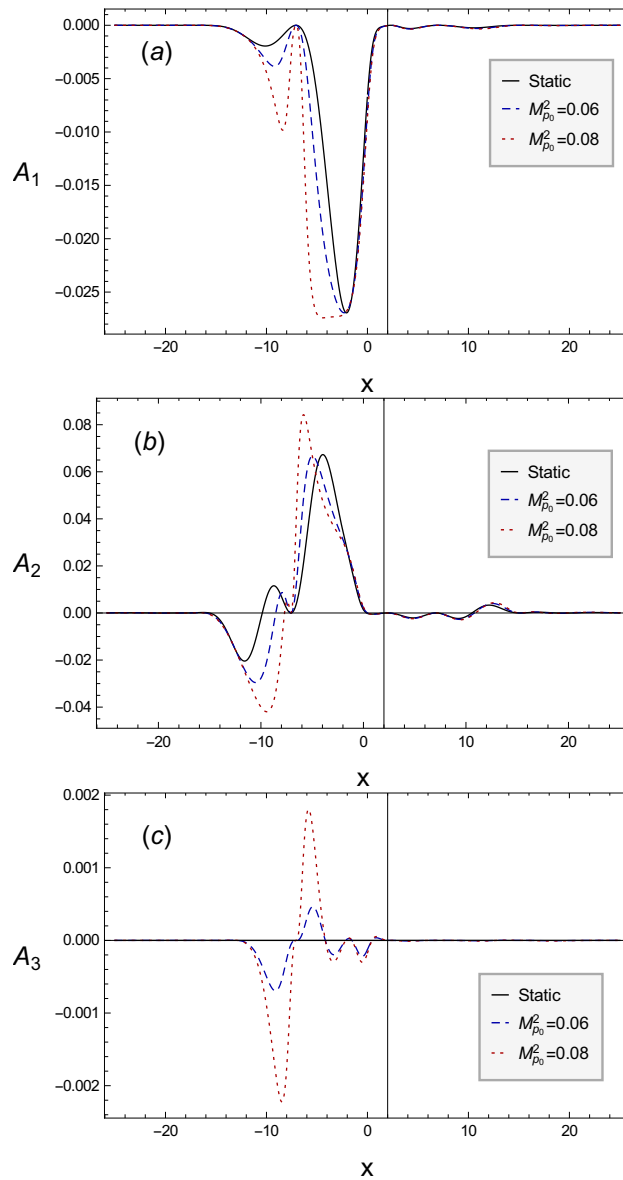 (a)
0.000
-0.005
-0.010
-0.015
-0.020
-0.025
A₁
Static
M²ₚ₀=0.06
M²ₚ₀=0.08
-20 -10 0 10 20
x
(b)
0.08
0.06
0.04
0.02
0.00
-0.02
-0.04
A₂
Static
M²ₚ₀=0.06
M²ₚ₀=0.08
-20 -10 0 10 20
x
(c)
0.002
0.001
0.000
-0.001
-0.002
A₃
Static
M²ₚ₀=0.06
M²ₚ₀=0.08
-20 -10 0 10 20
x